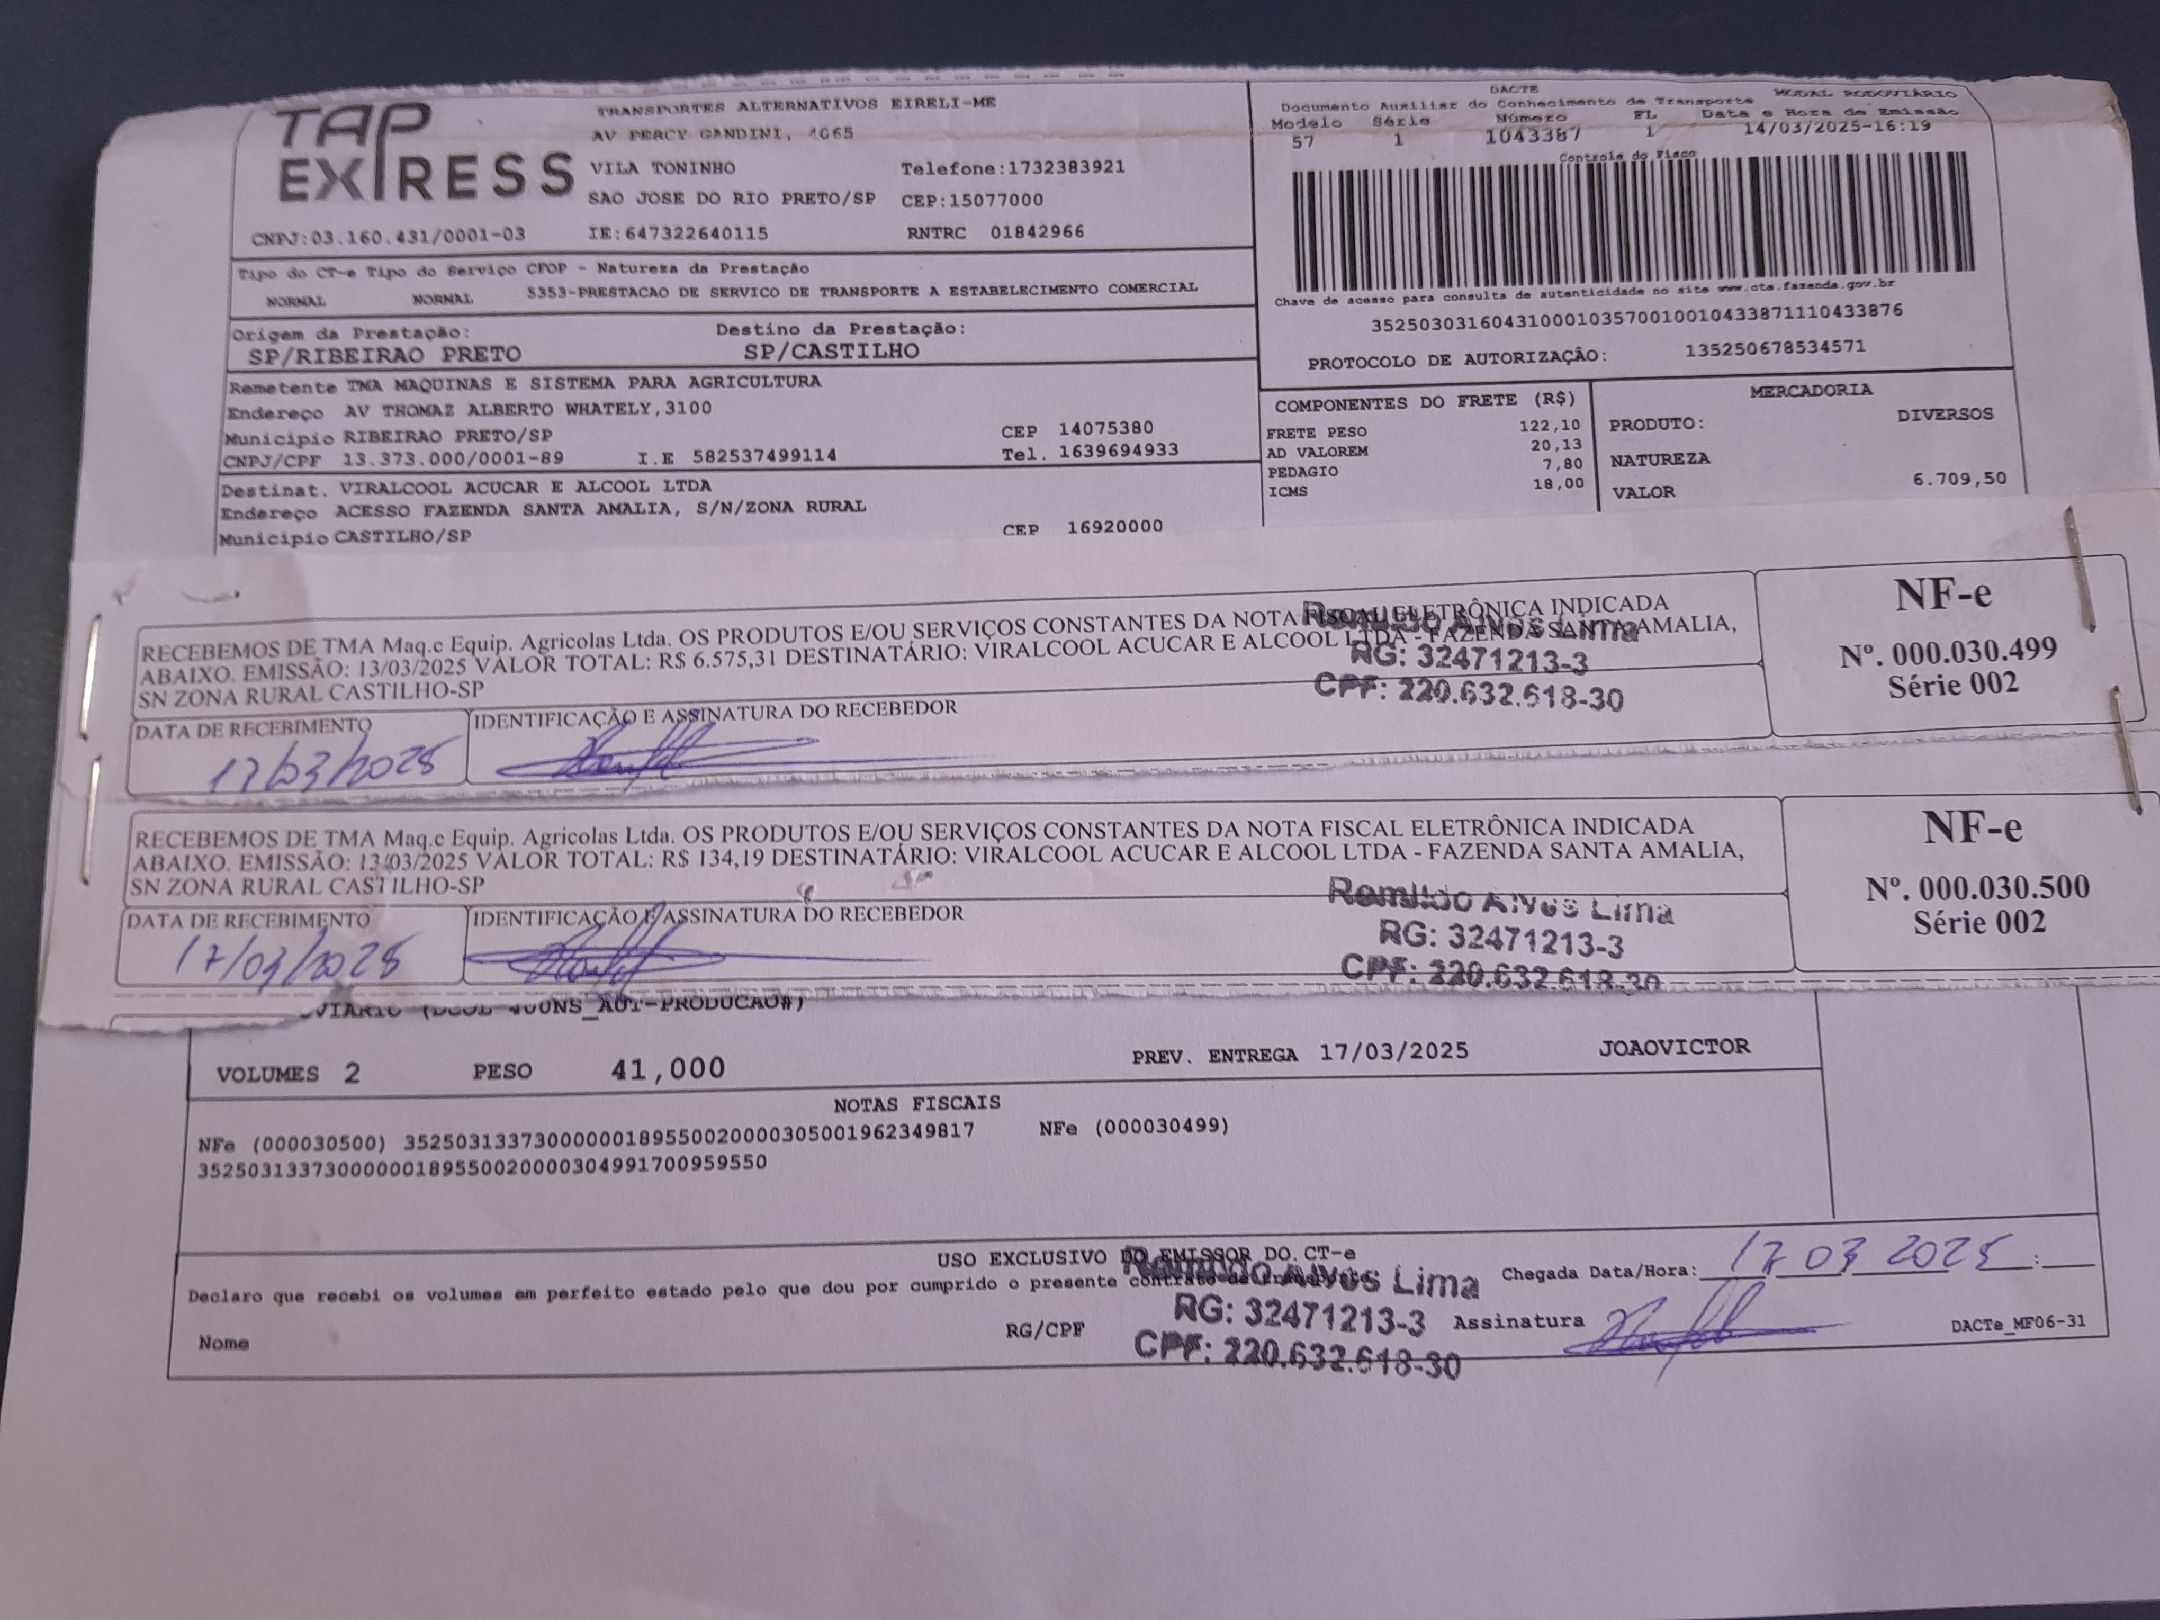 TAP EXPRESS
TRANSPORTES ALTERNATIVOS EIRELI-ME
AV PERCY GANDINI, 1065
VILA TONINHO Telefone:1732383921
SAO JOSE DO RIO PRETO/SP CEP:15077000
CNPJ:03.160.431/0001-03 IE:647322640115 RNTRC 01842966
DACTE MODAL RODOVIÁRIO
Documento Auxiliar do Conhecimento de Transporte
Modelo Série Número FL Data e Hora de Emissão
57 1 1043387 1 14/03/2025-16:19
Controle do Fisco
Chave de acesso para consulta de autenticidade no site www.cte.fazenda.gov.br
35250303160431000103570010010433871110433876
PROTOCOLO DE AUTORIZAÇÃO: 135250678534571
Tipo do CT-e Tipo do Serviço CFOP - Natureza da Prestação
NORMAL NORMAL 5353-PRESTACAO DE SERVICO DE TRANSPORTE A ESTABELECIMENTO COMERCIAL
Origem da Prestação: Destino da Prestação:
SP/RIBEIRAO PRETO SP/CASTILHO
Remetente TMA MAQUINAS E SISTEMA PARA AGRICULTURA
Endereço AV THOMAZ ALBERTO WHATELY,3100
Municipio RIBEIRAO PRETO/SP CEP 14075380
CNPJ/CPF 13.373.000/0001-89 I.E 582537499114 Tel. 1639694933
Destinat. VIRALCOOL ACUCAR E ALCOOL LTDA
Endereço ACESSO FAZENDA SANTA AMALIA, S/N/ZONA RURAL
Municipio CASTILHO/SP CEP 16920000
COMPONENTES DO FRETE (R$)
FRETE PESO 122,10
AD VALOREM 20,13
PEDAGIO 7,80
ICMS 18,00
MERCADORIA
PRODUTO: DIVERSOS
NATUREZA
VALOR 6.709,50
RECEBEMOS DE TMA Maq.e Equip. Agricolas Ltda. OS PRODUTOS E/OU SERVIÇOS CONSTANTES DA NOTA FISCAL ELETRÔNICA INDICADA
ABAIXO. EMISSÃO: 13/03/2025 VALOR TOTAL: R$ 6.575,31 DESTINATÁRIO: VIRALCOOL ACUCAR E ALCOOL LTDA - FAZENDA SANTA AMALIA,
SN ZONA RURAL CASTILHO-SP
Romildo Alves Lima
RG: 32471213-3
CPF: 220.632.618-30
NF-e
Nº. 000.030.499
Série 002
DATA DE RECEBIMENTO IDENTIFICAÇÃO E ASSINATURA DO RECEBEDOR
17/03/2025
RECEBEMOS DE TMA Maq.e Equip. Agricolas Ltda. OS PRODUTOS E/OU SERVIÇOS CONSTANTES DA NOTA FISCAL ELETRÔNICA INDICADA
ABAIXO. EMISSÃO: 13/03/2025 VALOR TOTAL: R$ 134,19 DESTINATÁRIO: VIRALCOOL ACUCAR E ALCOOL LTDA - FAZENDA SANTA AMALIA,
SN ZONA RURAL CASTILHO-SP
Romildo Alves Lima
RG: 32471213-3
CPF: 220.632.618-30
NF-e
Nº. 000.030.500
Série 002
DATA DE RECEBIMENTO IDENTIFICAÇÃO E ASSINATURA DO RECEBEDOR
17/03/2025
VOLUMES 2 PESO 41,000 PREV. ENTREGA 17/03/2025 JOAOVICTOR
NOTAS FISCAIS
NFe (000030500) 35250313373000000189550020000305001962349817 NFe (000030499)
35250313373000000189550020000304991700959550
USO EXCLUSIVO DO EMISSOR DO CT-e
Declaro que recebi os volumes em perfeito estado pelo que dou por cumprido o presente contrato de transporte
Chegada Data/Hora: 17 03 2025 :
Romildo Alves Lima
RG: 32471213-3
CPF: 220.632.618-30
Nome RG/CPF Assinatura DACTe_MF06-31